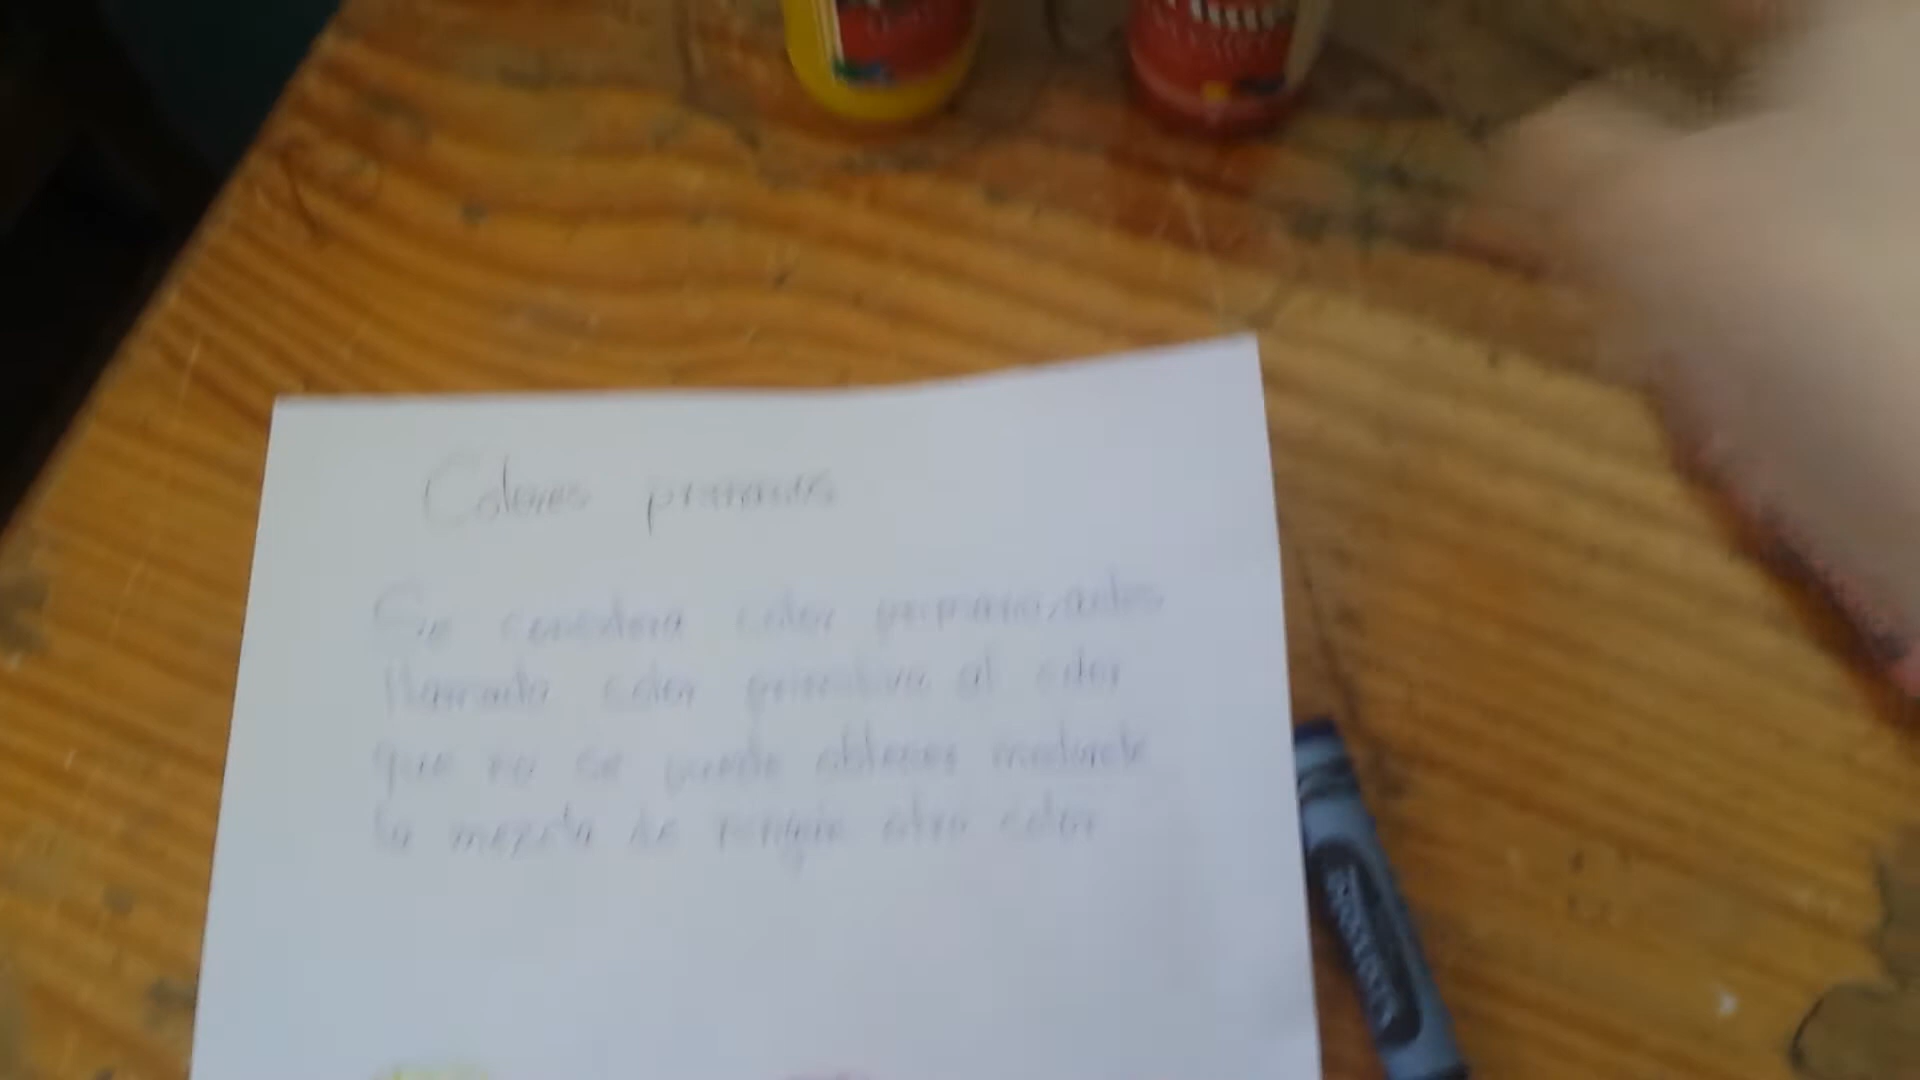 Colores primarios
Se considera color
llamado color primitivo al color
que no se puede obtener mediante
la mezcla de ningún otro color